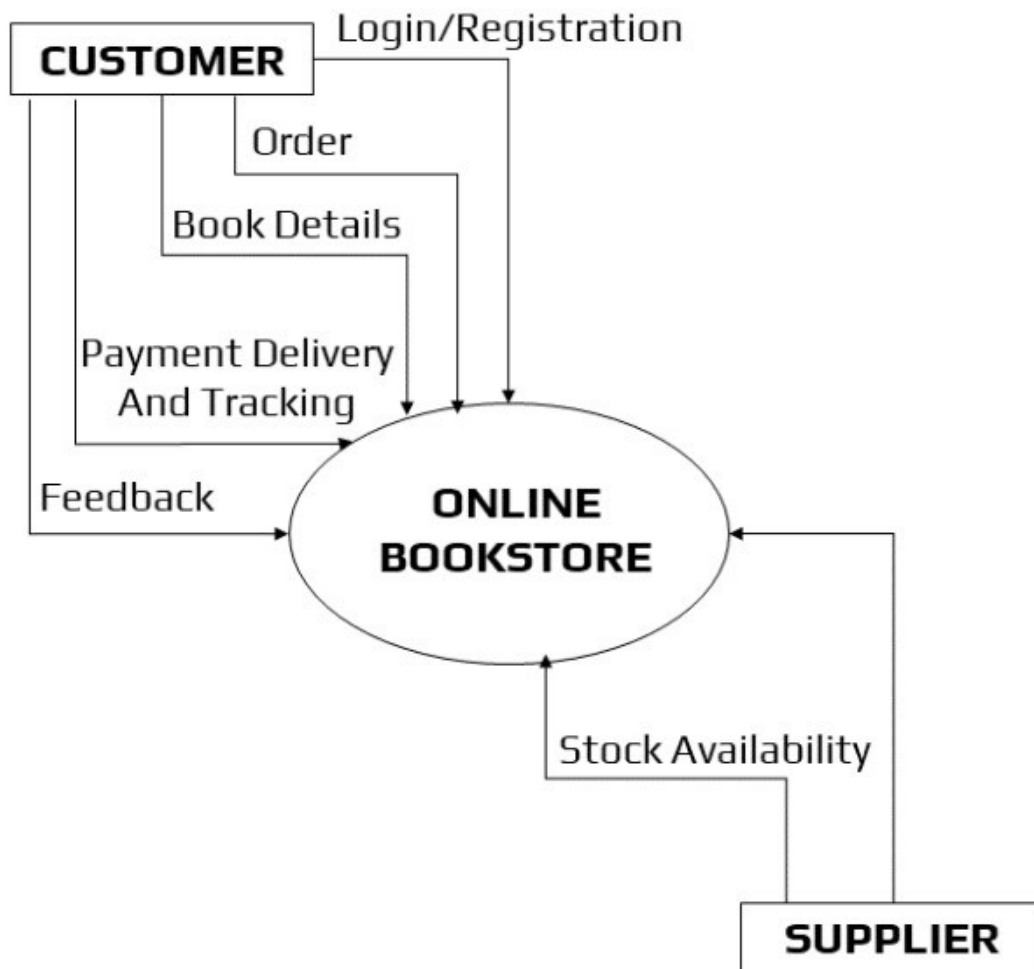 Login/Registration
CUSTOMER
Order
Book Details
Payment Delivery
And Tracking
Feedback
ONLINE
BOOKSTORE
Stock Availability
SUPPLIER